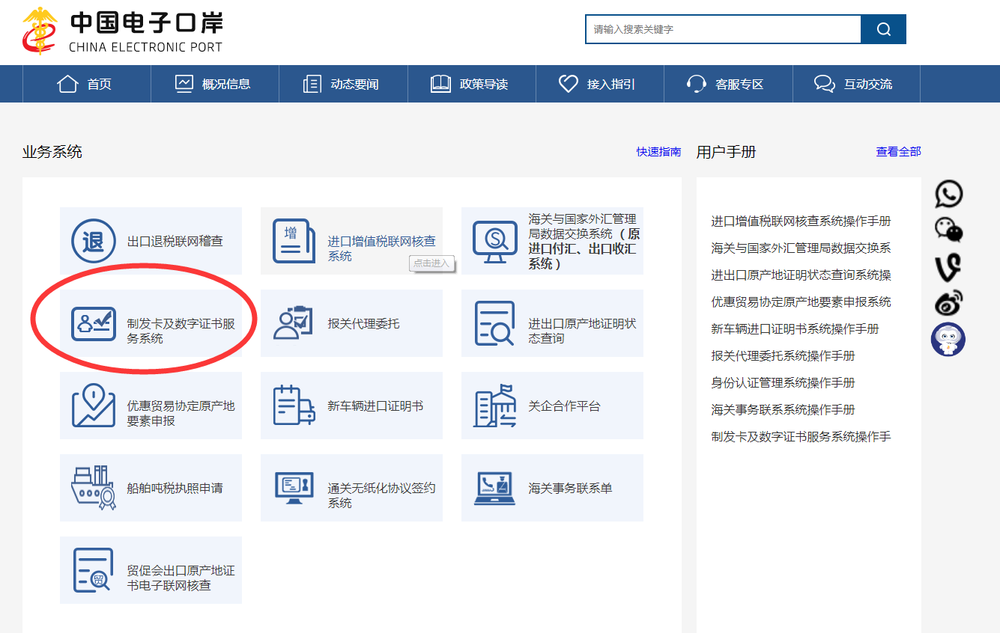 中国电子口岸
CHINA ELECTRONIC PORT
请输入搜索关键字
首页
概况信息
动态要闻
政策导读
接入指引
客服专区
互动交流
业务系统
快速指南
用户手册
查看全部
退
出口退税联网稽查
增
进口增值税联网核查
系统
点击进入
海关与国家外汇管理
局数据交换系统（原
进口付汇、出口收汇
系统）
制发卡及数字证书服
务系统
报关代理委托
进出口原产地证明状
态查询
优惠贸易协定原产地
要素申报
新车辆进口证明书
关企合作平台
船舶吨税执照申请
通关无纸化协议签约
系统
海关事务联系单
贸
贸促会出口原产地证
书电子联网核查
进口增值税联网核查系统操作手册
海关与国家外汇管理局数据交换系
进出口原产地证明状态查询系统操
优惠贸易协定原产地要素申报系统
新车辆进口证明书系统操作手册
报关代理委托系统操作手册
身份认证管理系统操作手册
海关事务联系系统操作手册
制发卡及数字证书服务系统操作手